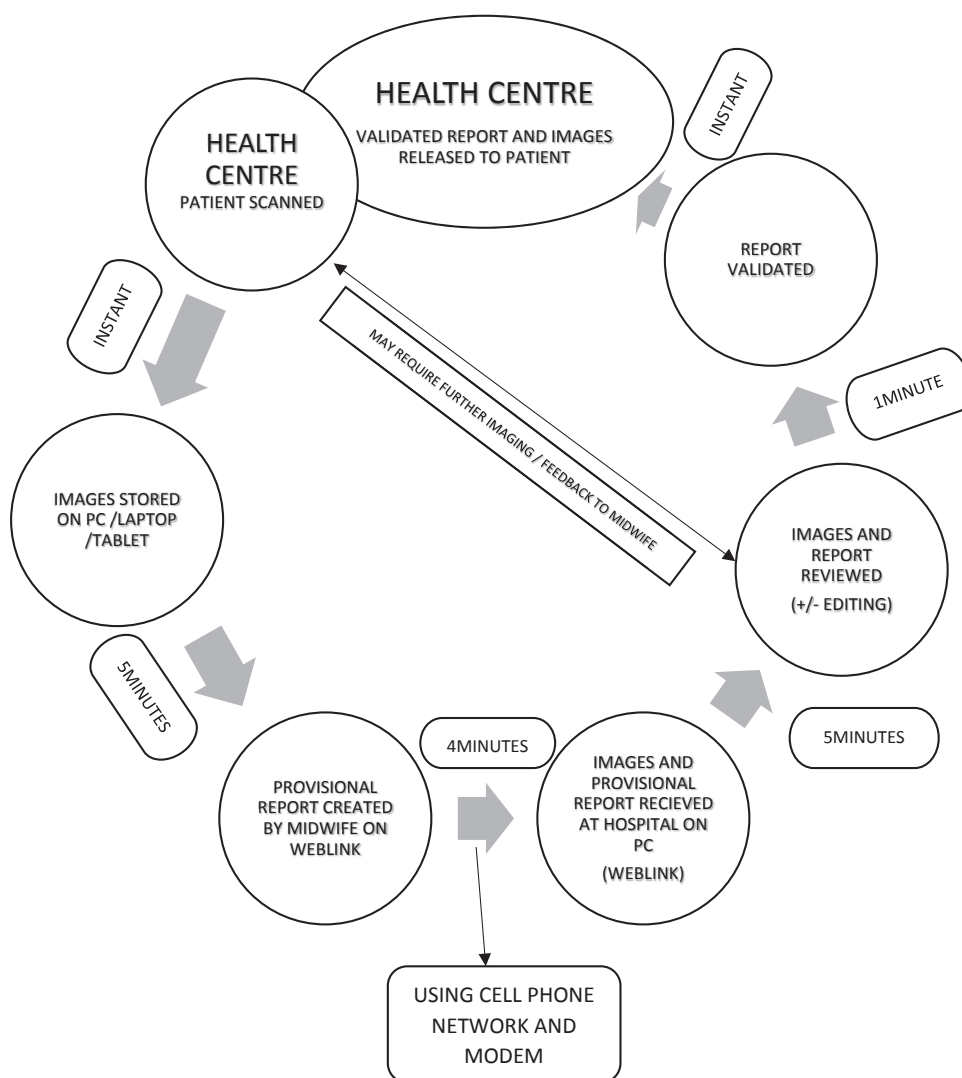 HEALTH CENTRE
VALIDATED REPORT AND IMAGES
RELEASED TO PATIENT
HEALTH
CENTRE
PATIENT SCANNED
INSTANT
IMAGES STORED
ON PC /LAPTOP
/TABLET
5MINUTES
PROVISIONAL
REPORT CREATED
BY MIDWIFE ON
WEBLINK
4MINUTES
USING CELL PHONE
NETWORK AND
MODEM
IMAGES AND
PROVISIONAL
REPORT RECIEVED
AT HOSPITAL ON
PC
(WEBLINK)
5MINUTES
IMAGES AND
REPORT
REVIEWED
(+/- EDITING)
MAY REQUIRE FURTHER IMAGING / FEEDBACK TO MIDWIFE
1MINUTE
REPORT
VALIDATED
INSTANT